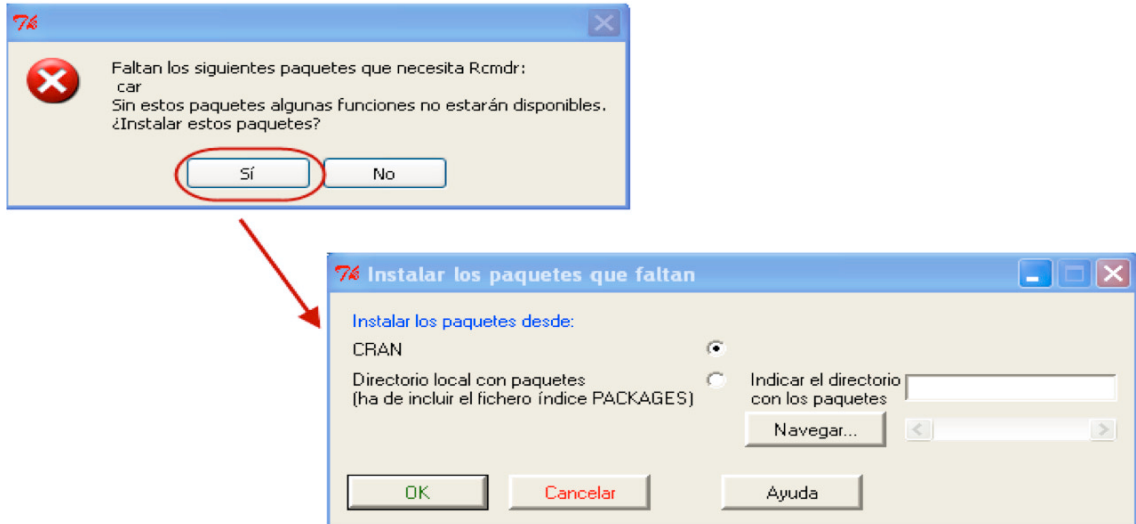 Faltan los siguientes paquetes que necesita Rcmdr:
car
Sin estos paquetes algunas funciones no estarán disponibles.
¿Instalar estos paquetes?
Sí
No
Instalar los paquetes que faltan
Instalar los paquetes desde:
CRAN
Directorio local con paquetes
(ha de incluir el fichero índice PACKAGES)
Indicar el directorio
con los paquetes
Navegar...
OK
Cancelar
Ayuda